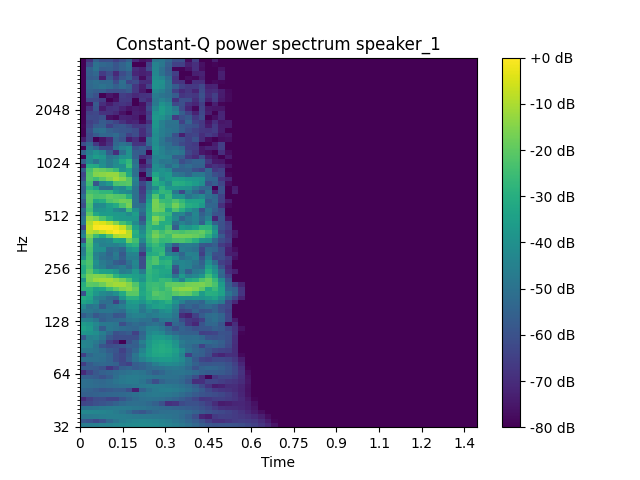 Constant-Q power spectrum speaker_1
Hz
2048
1024
512
256
128
64
32
0 0.15 0.3 0.45 0.6 0.75 0.9 1.1 1.2 1.4
Time
+0 dB
-10 dB
-20 dB
-30 dB
-40 dB
-50 dB
-60 dB
-70 dB
-80 dB